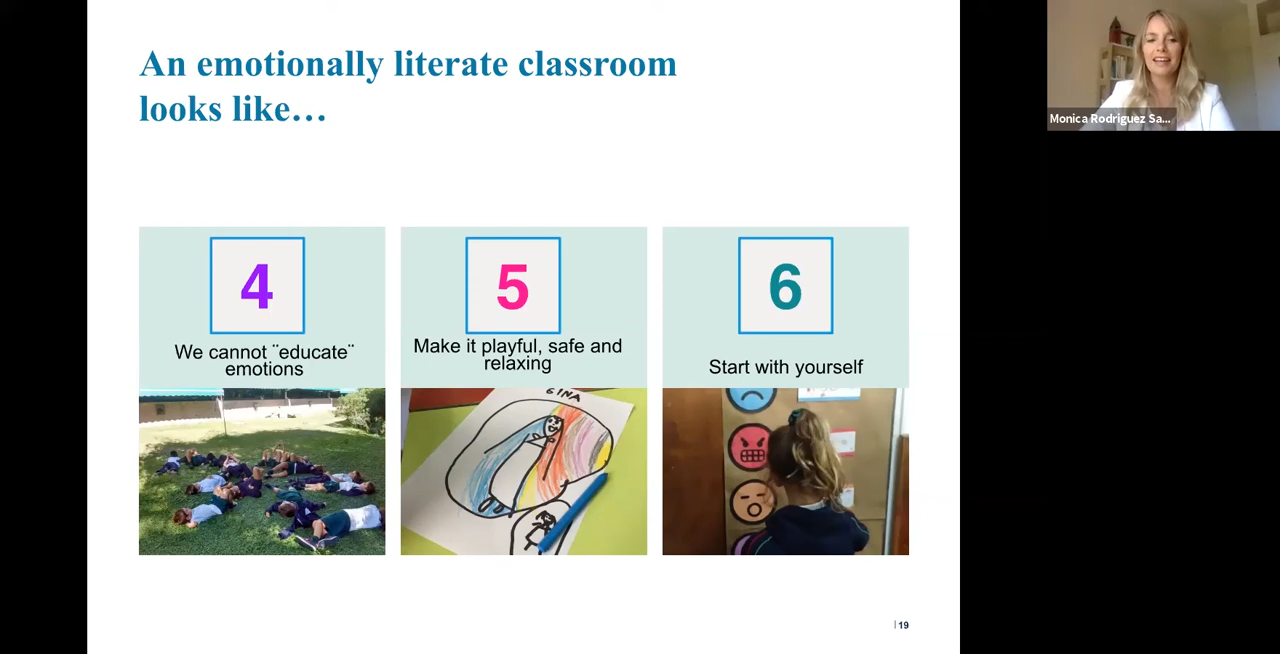 An emotionally literate classroom
looks like…
4
We cannot ¨educate¨
emotions
5
Make it playful, safe and
relaxing
6
Start with yourself
GINA
19
Monica Rodriguez Sa...